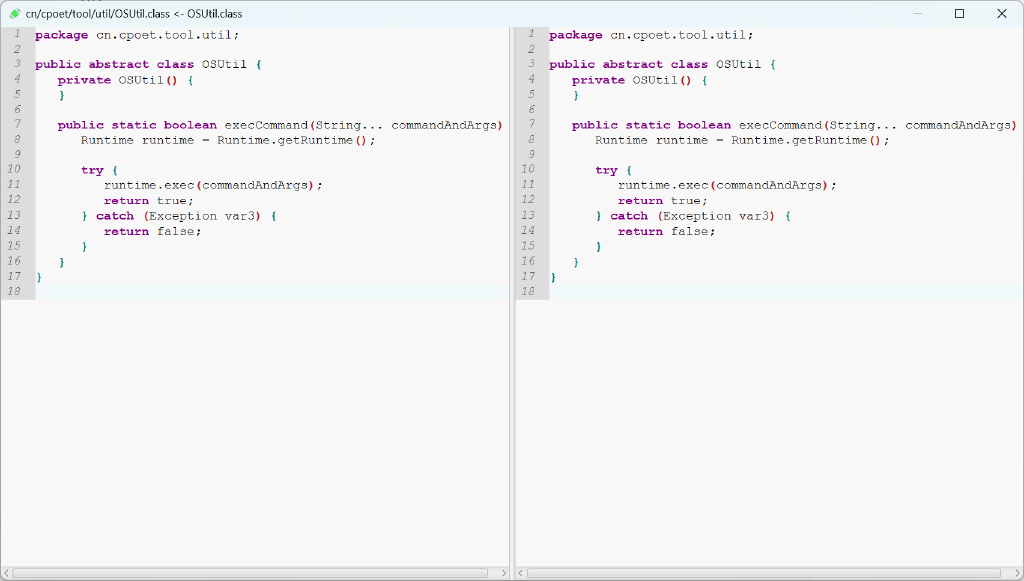 cn/cpoet/tool/util/OSUtil.class <- OSUtil.class
1 package cn.cpoet.tool.util;
2
3 public abstract class OSUtil {
4 private OSUtil() {
5 }
6
7 public static boolean execCommand(String... commandAndArgs)
8 Runtime runtime = Runtime.getRuntime();
9
10 try {
11 runtime.exec(commandAndArgs);
12 return true;
13 } catch (Exception var3) {
14 return false;
15 }
16 }
17 }
18
1 package cn.cpoet.tool.util;
2
3 public abstract class OSUtil {
4 private OSUtil() {
5 }
6
7 public static boolean execCommand(String... commandAndArgs)
8 Runtime runtime = Runtime.getRuntime();
9
10 try {
11 runtime.exec(commandAndArgs);
12 return true;
13 } catch (Exception var3) {
14 return false;
15 }
16 }
17 }
18